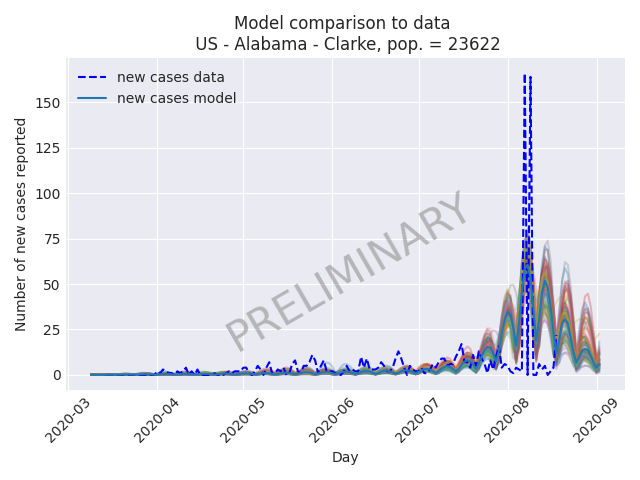 Model comparison to data
US - Alabama - Clarke, pop. = 23622
new cases data
new cases model
Number of new cases reported
150
125
100
75
50
25
0
PRELIMINARY
2020-03
2020-04
2020-05
2020-06
2020-07
2020-08
2020-09
Day